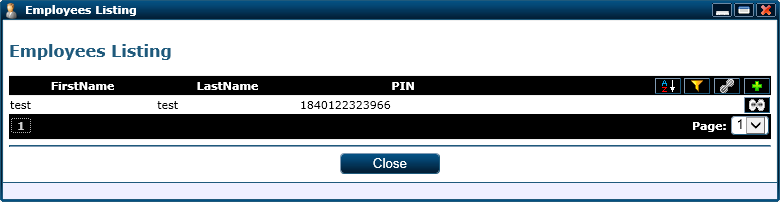 Employees Listing
Employees Listing
FirstName LastName PIN
test test 1840122323966
1 Page: 1
Close